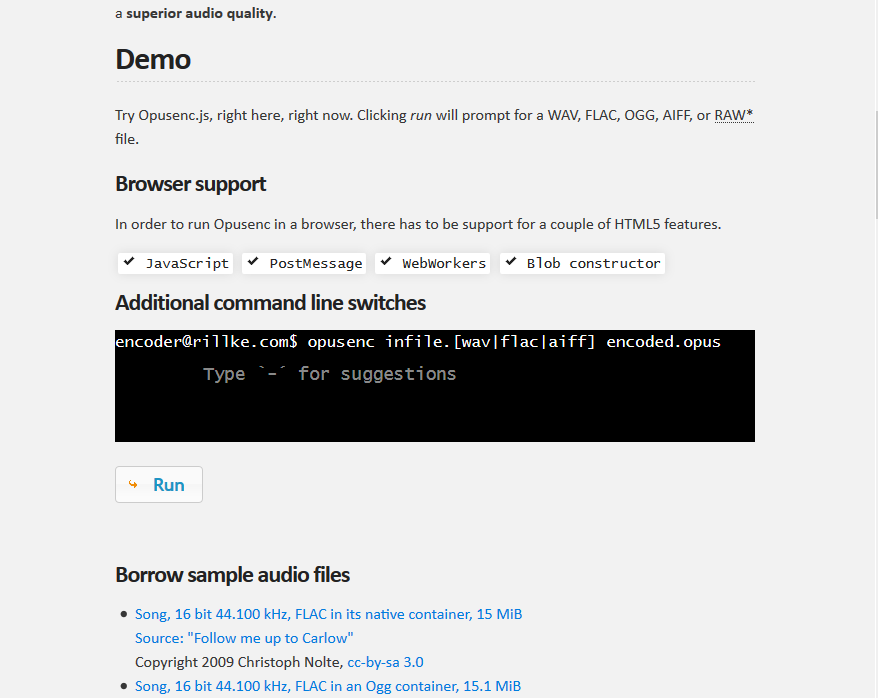 a superior audio quality.
Demo
Try Opusenc.js, right here, right now. Clicking run will prompt for a WAV, FLAC, OGG, AIFF, or RAW*
file.
Browser support
In order to run Opusenc in a browser, there has to be support for a couple of HTML5 features.
✔ JavaScript ✔ PostMessage ✔ WebWorkers ✔ Blob constructor
Additional command line switches
encoder@rillke.com$ opusenc infile.[wav|flac|aiff] encoded.opus
Type `-´ for suggestions
Run
Borrow sample audio files
• Song, 16 bit 44.100 kHz, FLAC in its native container, 15 MiB
Source: "Follow me up to Carlow"
Copyright 2009 Christoph Nolte, cc-by-sa 3.0
• Song, 16 bit 44.100 kHz, FLAC in an Ogg container, 15.1 MiB